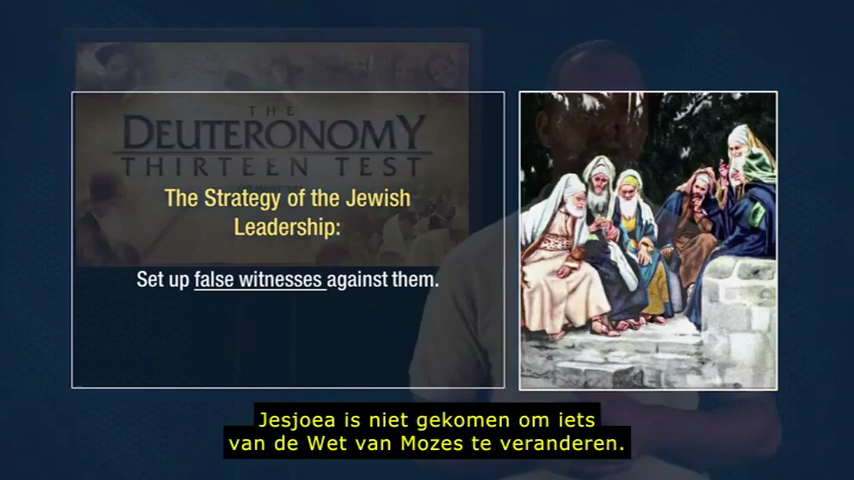 THE
DEUTERONOMY
THIRTEEN TEST
The Strategy of the Jewish
Leadership:
Set up false witnesses against them.
Jesjoea is niet gekomen om iets
van de Wet van Mozes te veranderen.